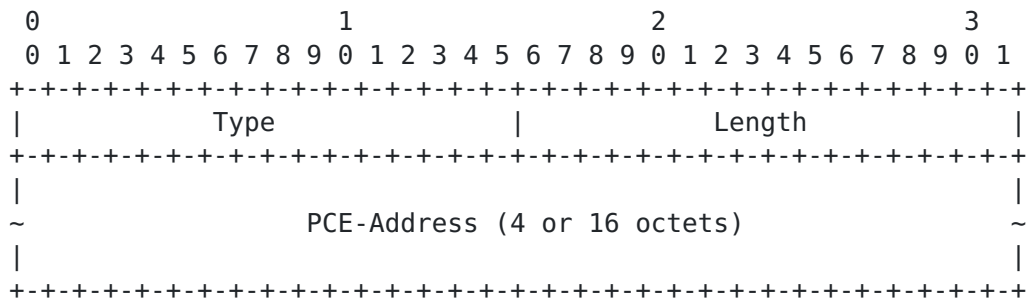 0                   1                   2                   3
 0 1 2 3 4 5 6 7 8 9 0 1 2 3 4 5 6 7 8 9 0 1 2 3 4 5 6 7 8 9 0 1
+-+-+-+-+-+-+-+-+-+-+-+-+-+-+-+-+-+-+-+-+-+-+-+-+-+-+-+-+-+-+-+-+
|            Type               |            Length             |
+-+-+-+-+-+-+-+-+-+-+-+-+-+-+-+-+-+-+-+-+-+-+-+-+-+-+-+-+-+-+-+-+
|                                                               |
~                  PCE-Address (4 or 16 octets)                 ~
|                                                               |
+-+-+-+-+-+-+-+-+-+-+-+-+-+-+-+-+-+-+-+-+-+-+-+-+-+-+-+-+-+-+-+-+